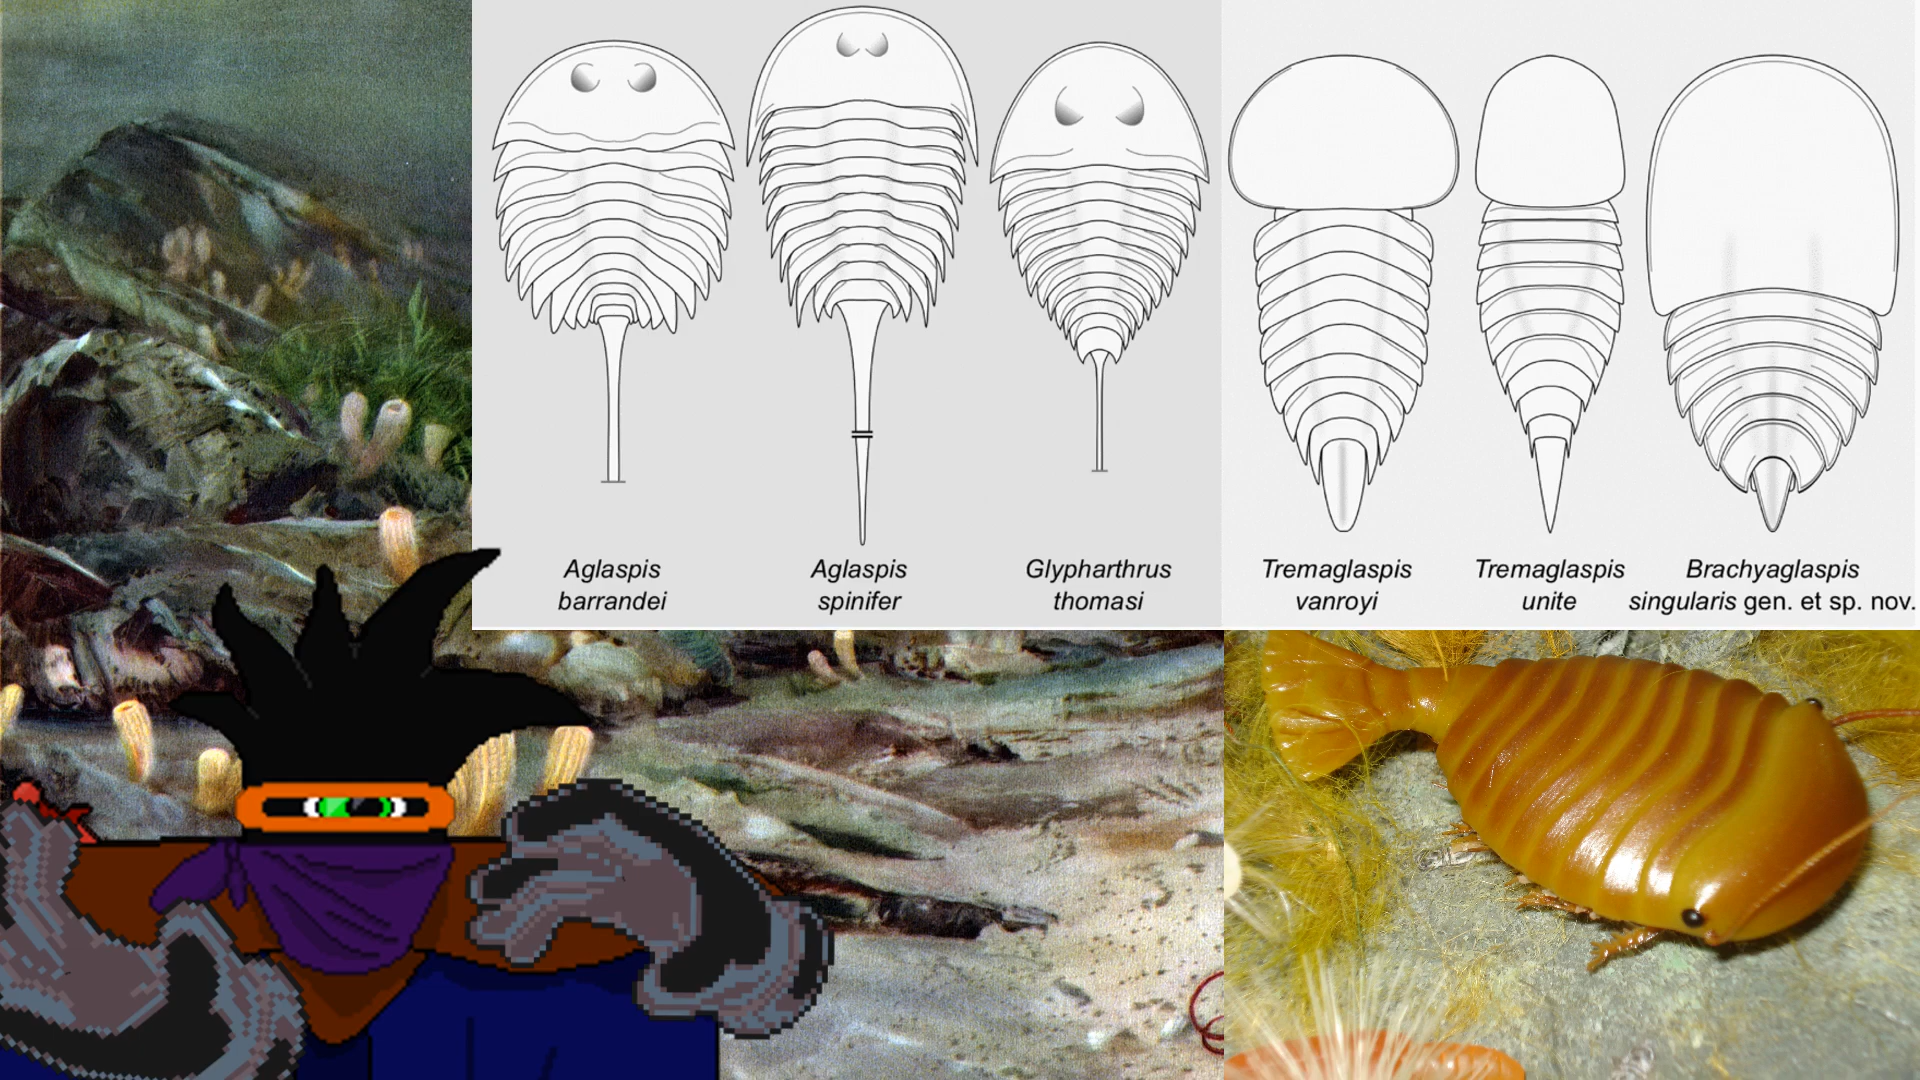 Aglaspis
barrandei
Aglaspis
spinifer
Glypharthrus
thomasi
Tremaglaspis
vanroyi
Tremaglaspis
unite
Brachyaglaspis
singularis gen. et sp. nov.